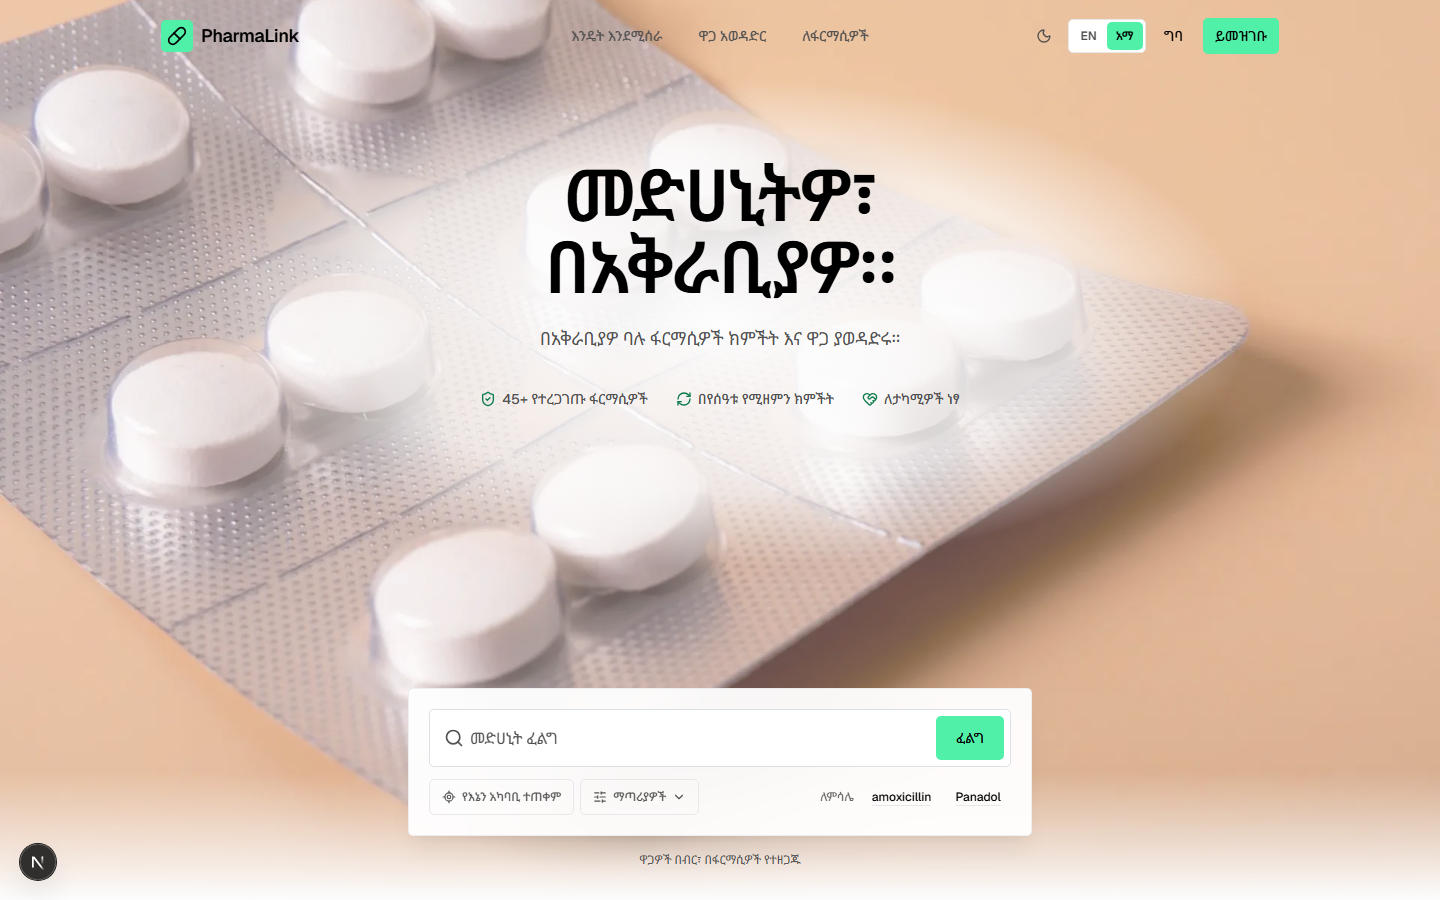 PharmaLink
እንዴት እንደሚሰራ
ዋጋ አወዳድር
ለፋርማሲዎች
EN
አማ
ግባ
ይመዝገቡ
መድሀኒትዎ፣
በአቅራቢያዎ።
በአቅራቢያዎ ባሉ ፋርማሲዎች ክምችት እና ዋጋ ያወዳድሩ።
45+ የተረጋገጡ ፋርማሲዎች
በየሰዓቱ የሚዘምን ክምችት
ለታካሚዎች ነፃ
መድሀኒት ፈልግ
ፈልግ
የእኔን አካባቢ ተጠቀም
ማጣሪያዎች
ለምሳሌ
amoxicillin
Panadol
ዋጋዎች በብር፣ በፋርማሲዎች የተዘጋጁ
N